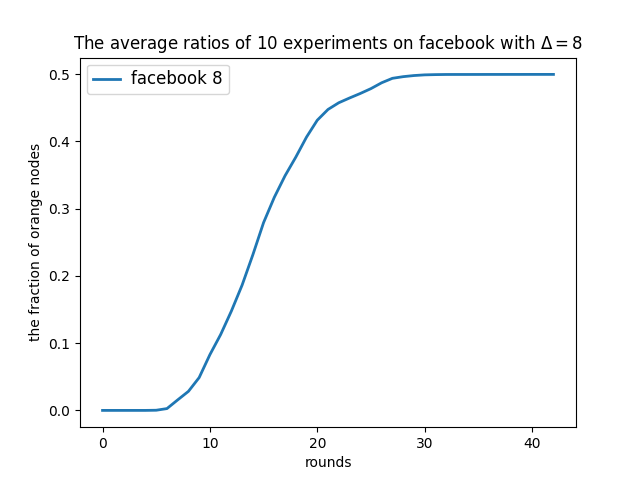 The average ratios of 10 experiments on facebook with Δ = 8
facebook 8
the fraction of orange nodes
0.5
0.4
0.3
0.2
0.1
0.0
0
10
20
30
40
rounds